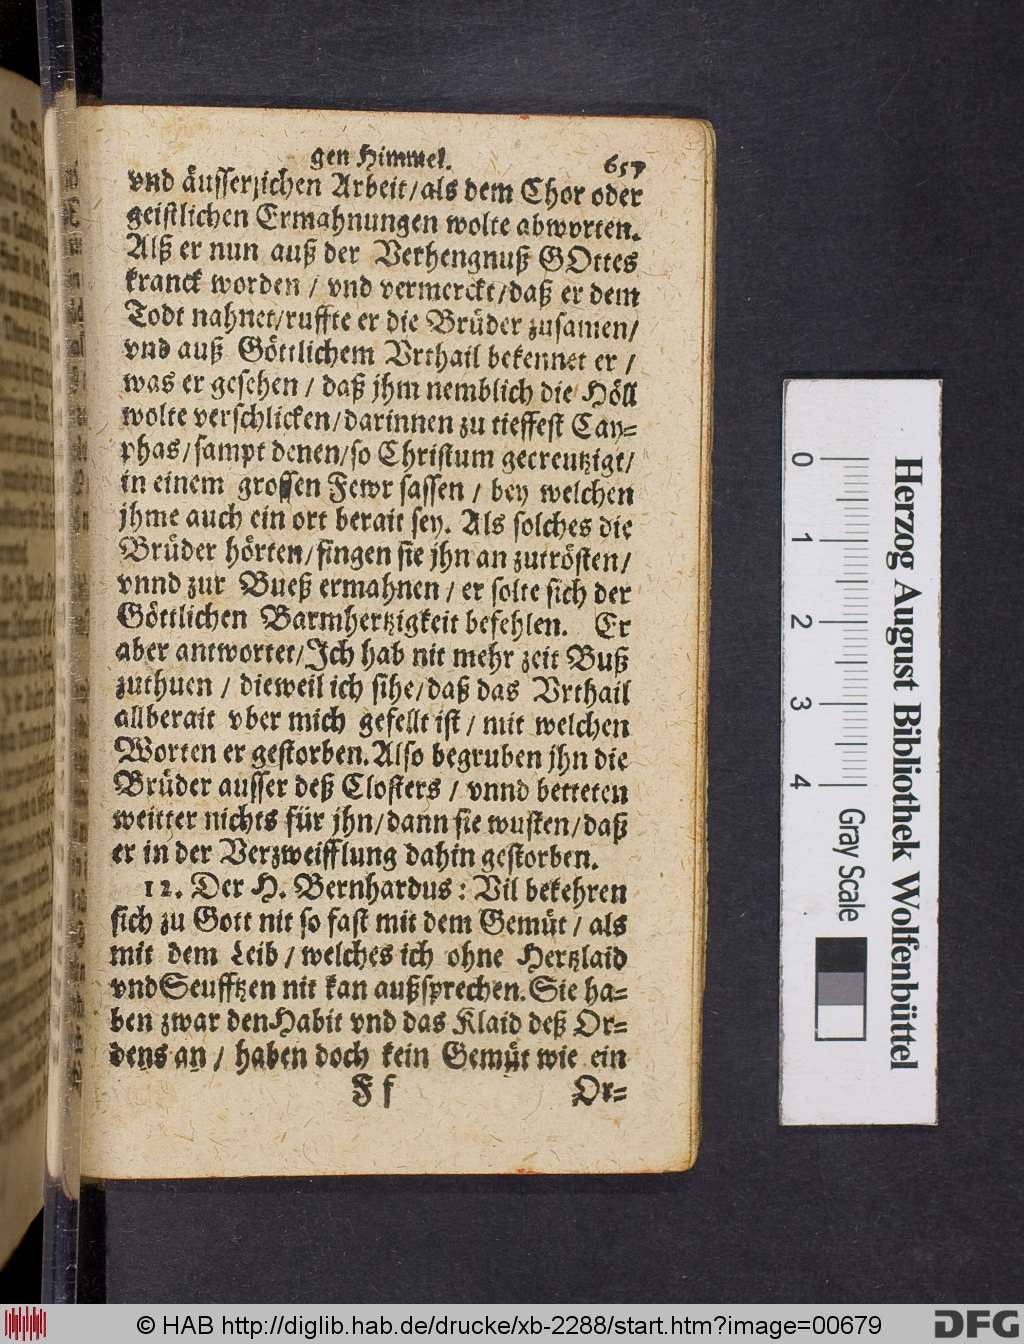 gen Himmel. 657
vnd äusserlichen Arbeit/als dem Chor oder
geistlichen Ermahnungen wolte abworten.
Alß er nun auß der Verhengnuß GOttes
kranck worden / vnd vermerckt/daß er dem
Todt nahnet/ruffte er die Brüder zusamen/
vnd auß Göttlichem Vrthail bekennet er /
was er gesehen / daß jhm nemblich die Höll
wolte verschlicken/darinnen zu tieffest Cay=
phas/sampt denen/so Christum gecreutzigt/
in einem grossen Fewr sassen / bey welchen
jhme auch ein ort berait sey. Als solches die
Brüder hörten/fingen sie jhn an zutrösten/
vnnd zur Bueß ermahnen / er solte sich der
Göttlichen Barmhertzigkeit befehlen. Er
aber antwortet/Ich hab nit mehr zeit Buß
zuthuen / dieweil ich sihe/daß das Vrthail
allberait vber mich gefellt ist / mit welchen
Worten er gestorben. Also begruben jhn die
Brüder ausser deß Closters / vnnd betteten
weitter nichts für jhn/dann sie wusten/daß
er in der Verzweifflung dahin gestorben.
12. Der H. Bernhardus: Vil bekehren
sich zu Gott nit so fast mit dem Gemüt / als
mit dem Leib / welches ich ohne Hertzlaid
vnd Seufftzen nit kan außsprechen. Sie ha=
ben zwar den Habit vnd das Klaid deß Or=
dens an / haben doch kein Gemüt wie ein
Ff Or=
0 1 2 3 4
Gray Scale
Herzog August Bibliothek Wolfenbüttel
© HAB http://diglib.hab.de/drucke/xb-2288/start.htm?image=00679
DFG